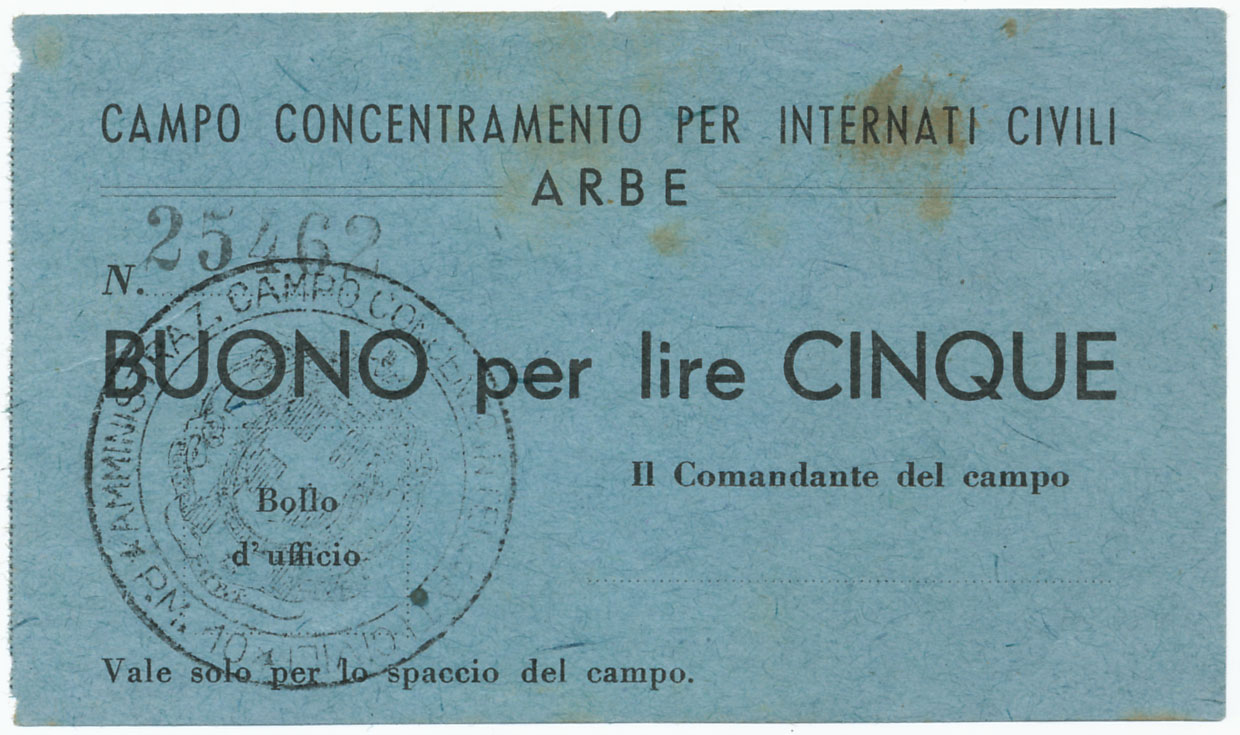 CAMPO CONCENTRAMENTO PER INTERNATI CIVILI
ARBE
N. 25462
BUONO per lire CINQUE
Il Comandante del campo
Bollo
d'ufficio
Vale solo per lo spaccio del campo.
CAMPO
P.M.